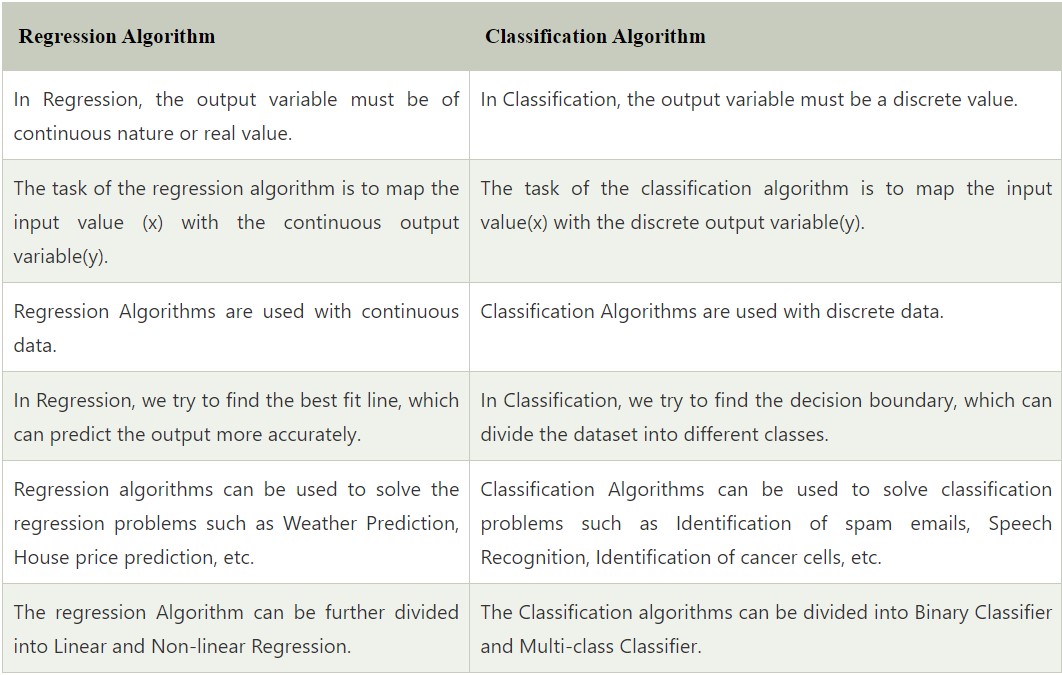 Regression Algorithm
Classification Algorithm
In Regression, the output variable must be of
continuous nature or real value.
In Classification, the output variable must be a discrete value.
The task of the regression algorithm is to map the
input value (x) with the continuous output
variable(y).
The task of the classification algorithm is to map the input
value(x) with the discrete output variable(y).
Regression Algorithms are used with continuous
data.
Classification Algorithms are used with discrete data.
In Regression, we try to find the best fit line, which
can predict the output more accurately.
In Classification, we try to find the decision boundary, which can
divide the dataset into different classes.
Regression algorithms can be used to solve the
regression problems such as Weather Prediction,
House price prediction, etc.
Classification Algorithms can be used to solve classification
problems such as Identification of spam emails, Speech
Recognition, Identification of cancer cells, etc.
The regression Algorithm can be further divided
into Linear and Non-linear Regression.
The Classification algorithms can be divided into Binary Classifier
and Multi-class Classifier.